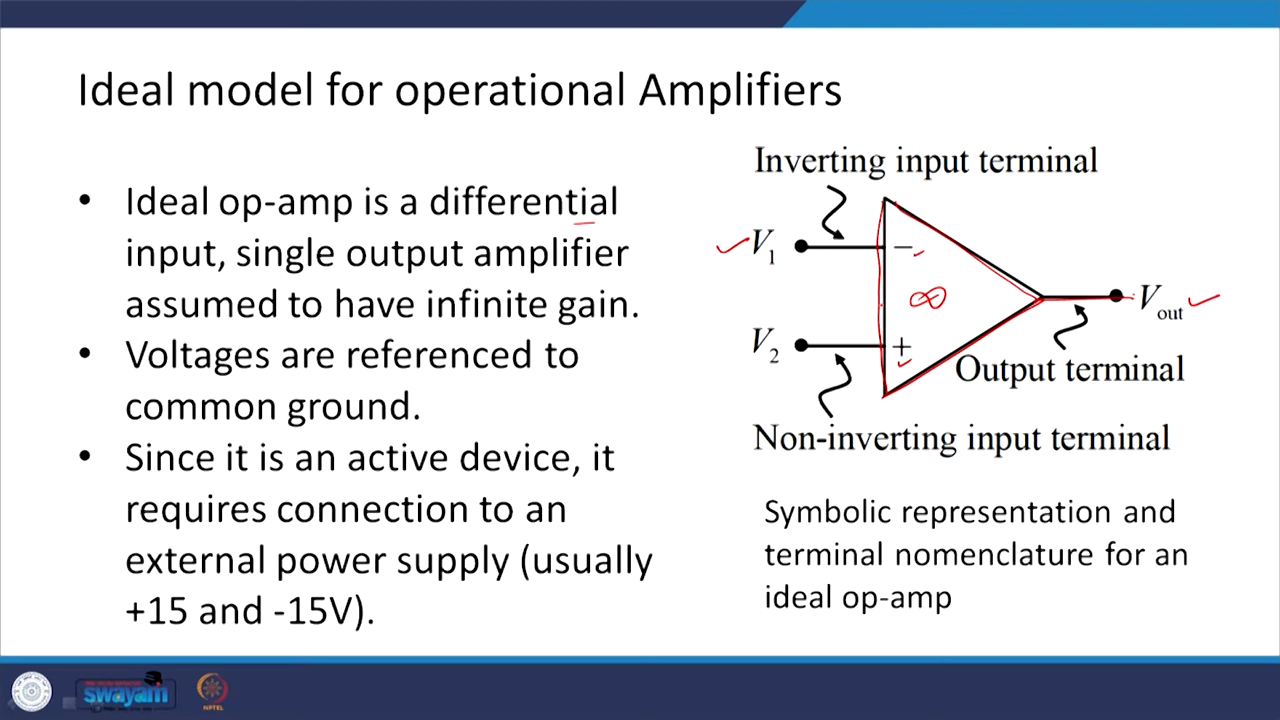 Ideal model for operational Amplifiers
• Ideal op-amp is a differential
input, single output amplifier
assumed to have infinite gain.
• Voltages are referenced to
common ground.
• Since it is an active device, it
requires connection to an
external power supply (usually
+15 and -15V).
Inverting input terminal
V1
−
∞
Vout
V2
+
Output terminal
Non-inverting input terminal
Symbolic representation and
terminal nomenclature for an
ideal op-amp
swayam
NPTEL